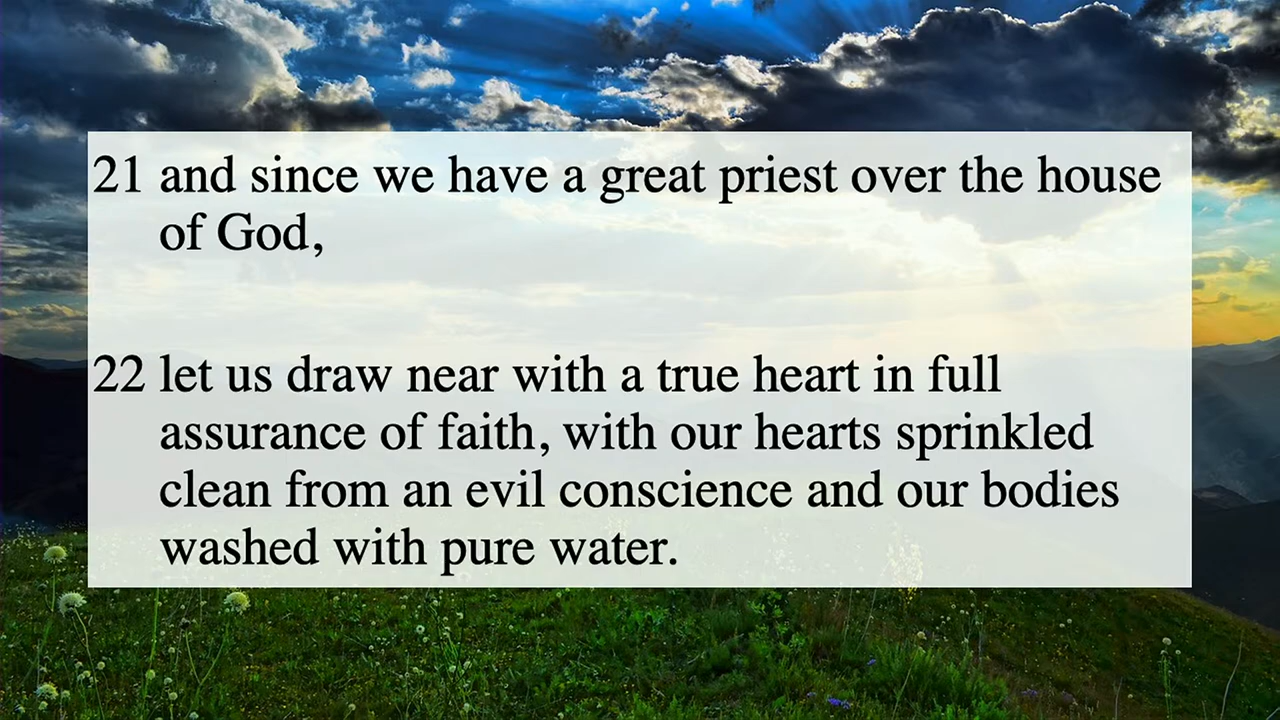 21 and since we have a great priest over the house
of God,
22 let us draw near with a true heart in full
assurance of faith, with our hearts sprinkled
clean from an evil conscience and our bodies
washed with pure water.